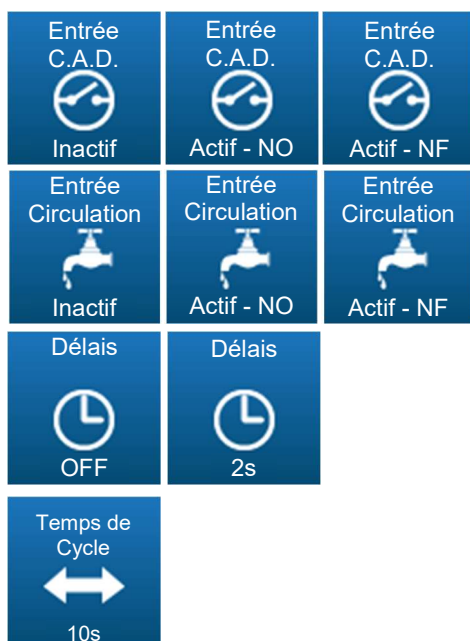 Entrée
C.A.D.
Inactif
Entrée
C.A.D.
Actif - NO
Entrée
C.A.D.
Actif - NF
Entrée
Circulation
Inactif
Entrée
Circulation
Actif - NO
Entrée
Circulation
Actif - NF
Délais
OFF
Délais
2s
Temps de
Cycle
10s